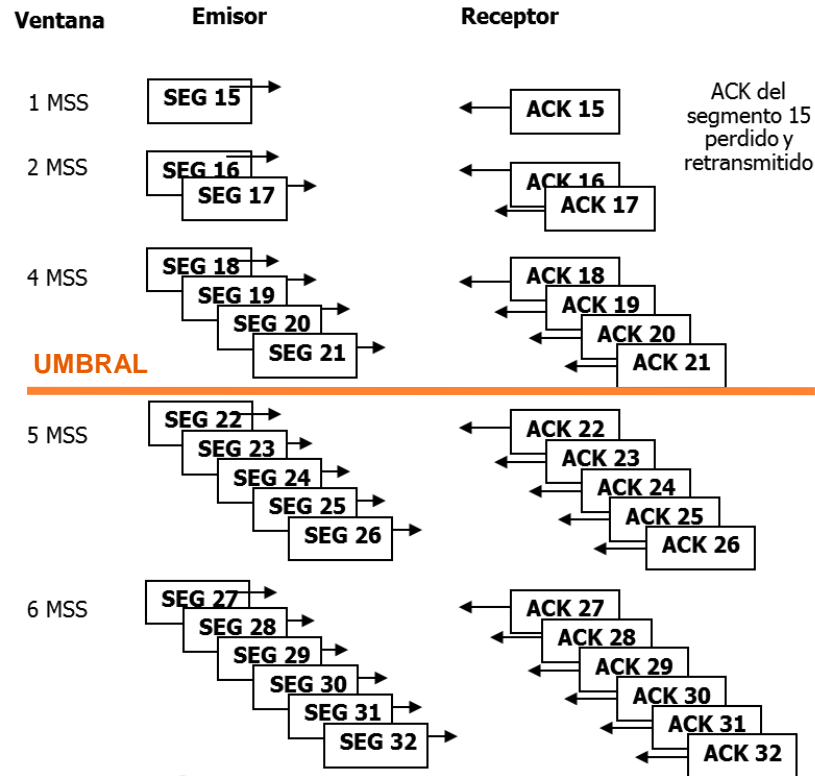 Ventana Emisor Receptor
1 MSS SEG 15 ACK 15 ACK del
segmento 15
perdido y
retransmitido
2 MSS SEG 16 ACK 16
SEG 17 ACK 17
4 MSS SEG 18 ACK 18
SEG 19 ACK 19
SEG 20 ACK 20
SEG 21 ACK 21
UMBRAL
5 MSS SEG 22 ACK 22
SEG 23 ACK 23
SEG 24 ACK 24
SEG 25 ACK 25
SEG 26 ACK 26
6 MSS SEG 27 ACK 27
SEG 28 ACK 28
SEG 29 ACK 29
SEG 30 ACK 30
SEG 31 ACK 31
SEG 32 ACK 32